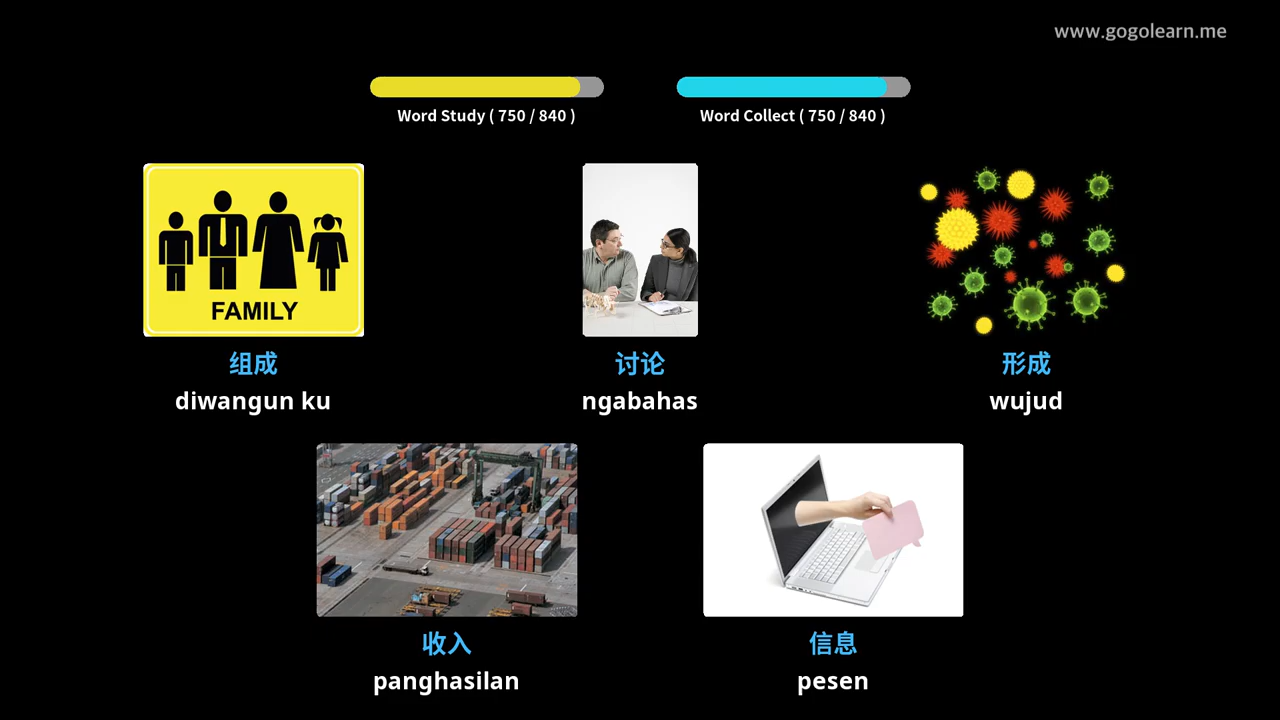 www.gogolearn.me
Word Study ( 750 / 840 )
Word Collect ( 750 / 840 )
FAMILY
组成
diwangun ku
讨论
ngabahas
形成
wujud
收入
panghasilan
信息
pesen